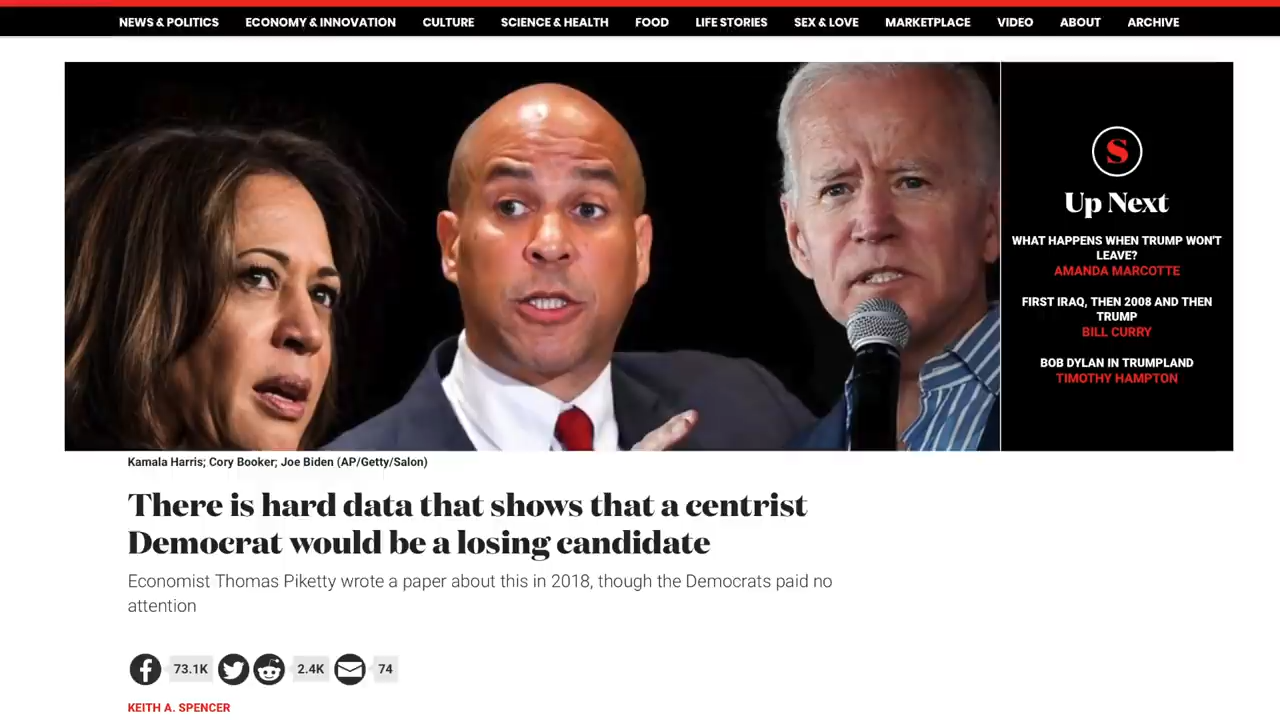 NEWS & POLITICS ECONOMY & INNOVATION CULTURE SCIENCE & HEALTH FOOD LIFE STORIES SEX & LOVE MARKETPLACE VIDEO ABOUT ARCHIVE
S
Up Next
WHAT HAPPENS WHEN TRUMP WON'T
LEAVE?
AMANDA MARCOTTE
FIRST IRAQ, THEN 2008 AND THEN
TRUMP
BILL CURRY
BOB DYLAN IN TRUMPLAND
TIMOTHY HAMPTON
Kamala Harris; Cory Booker; Joe Biden (AP/Getty/Salon)
There is hard data that shows that a centrist
Democrat would be a losing candidate
Economist Thomas Piketty wrote a paper about this in 2018, though the Democrats paid no
attention
f 73.1K 2.4K 74
KEITH A. SPENCER